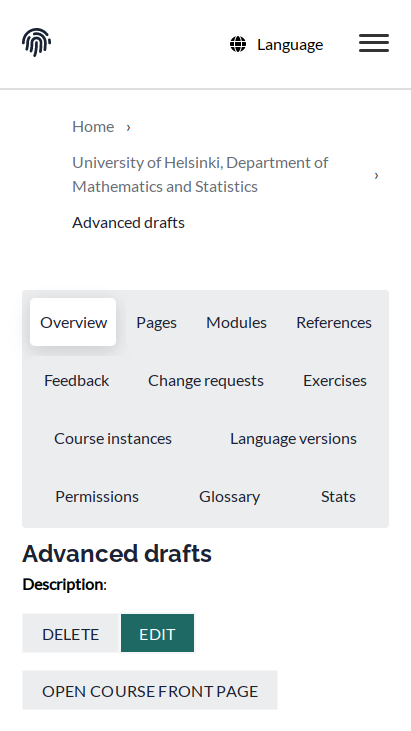 Language
Home ›
University of Helsinki, Department of
Mathematics and Statistics ›
Advanced drafts
Overview Pages Modules References
Feedback Change requests Exercises
Course instances Language versions
Permissions Glossary Stats
Advanced drafts
Description:
DELETE EDIT
OPEN COURSE FRONT PAGE